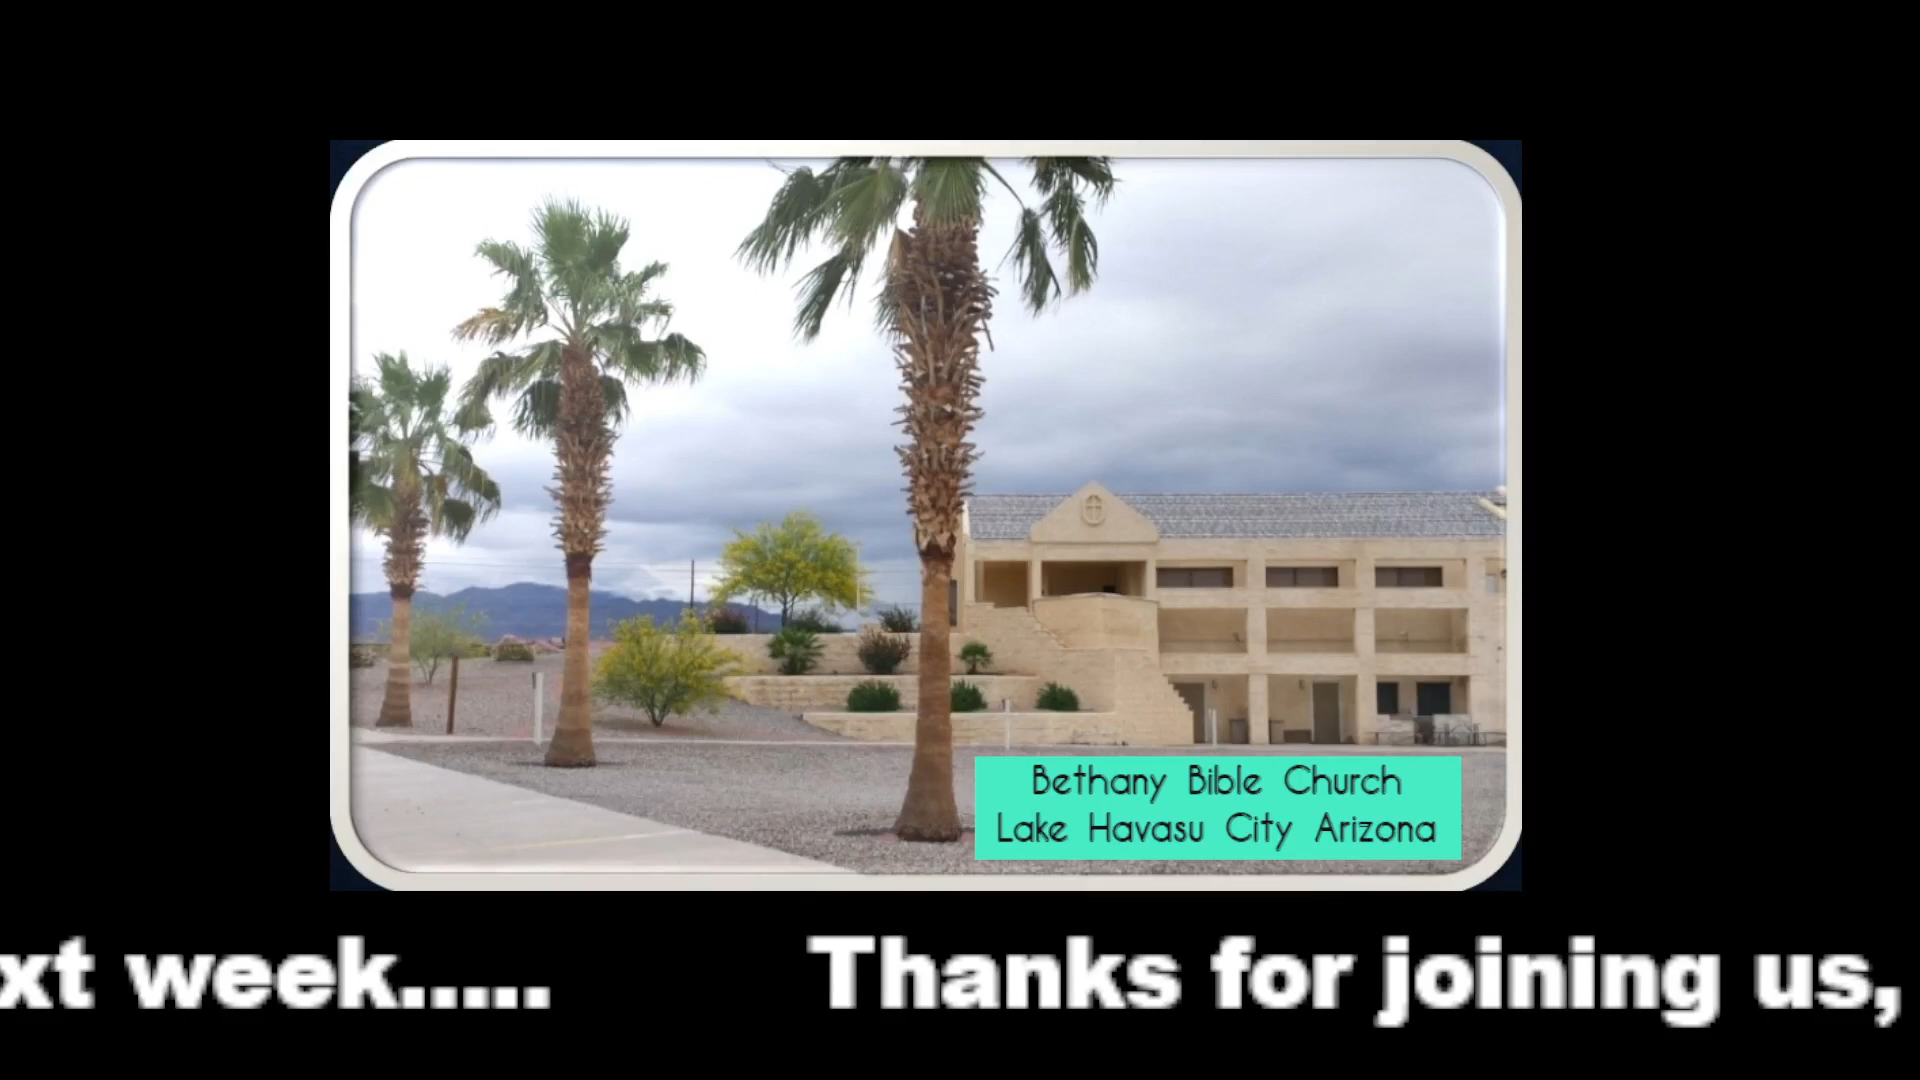 Bethany Bible Church
Lake Havasu City Arizona
xt week..... Thanks for joining us,